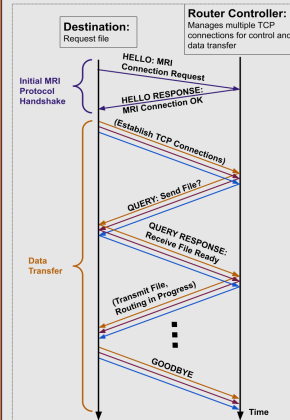 Destination:
Request file
Router Controller:
Manages multiple TCP
connections for control and
data transfer
HELLO: MRI
Connection Request
Initial MRI
Protocol
Handshake
HELLO RESPONSE:
MRI Connection OK
(Establish TCP Connections)
QUERY: Send File?
QUERY RESPONSE:
Receive File Ready
Data
Transfer
(Transmit File,
Routing in Progress)
GOODBYE
Time